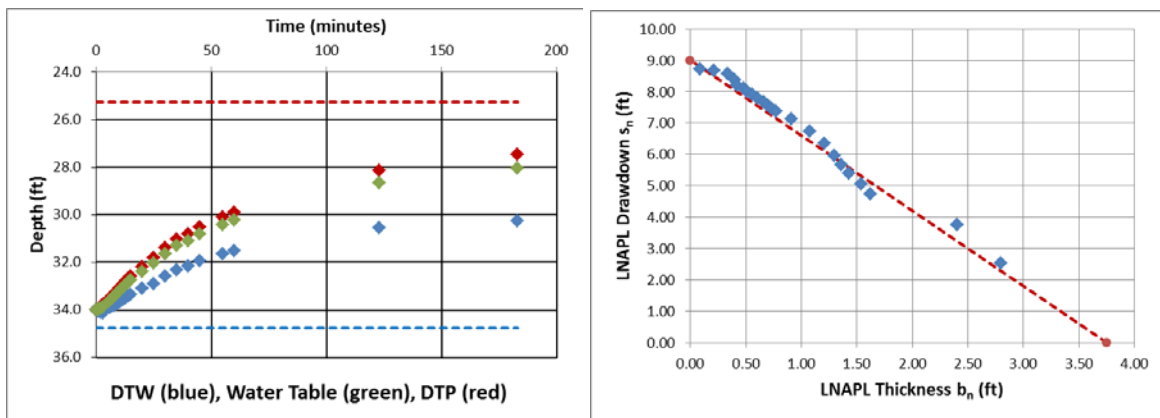 Time (minutes)
0 50 100 150 200
24.0
26.0
28.0
30.0
32.0
34.0
36.0
Depth (ft)
DTW (blue), Water Table (green), DTP (red)
10.00
9.00
8.00
7.00
6.00
5.00
4.00
3.00
2.00
1.00
0.00
LNAPL Drawdown sₙ (ft)
0.00 0.50 1.00 1.50 2.00 2.50 3.00 3.50 4.00
LNAPL Thickness bₙ (ft)